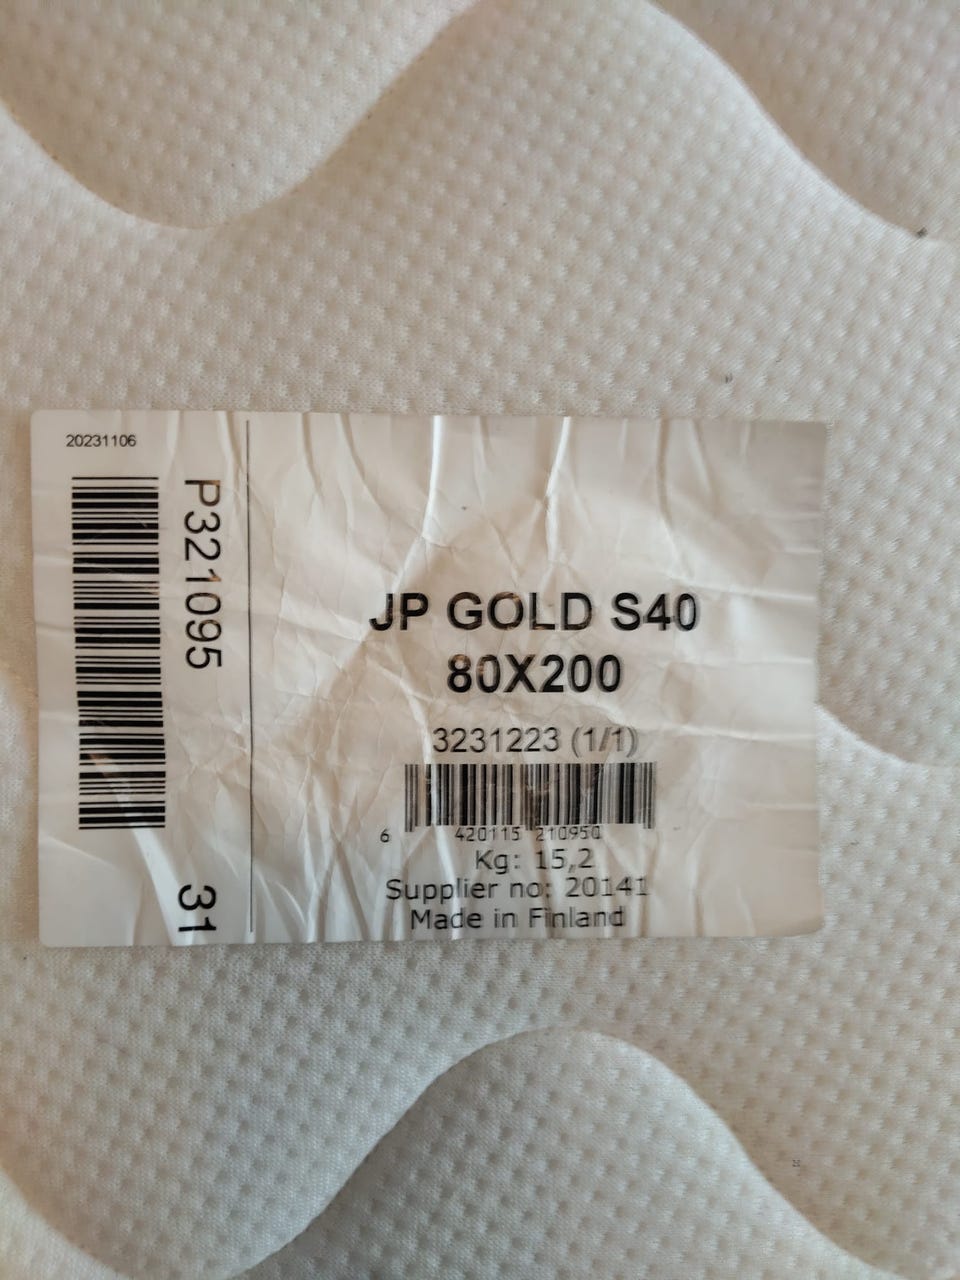 20231106
P321095
31
JP GOLD S40
80X200
3231223 (1/1)
6 420115 210950
Kg: 15,2
Supplier no: 20141
Made in Finland